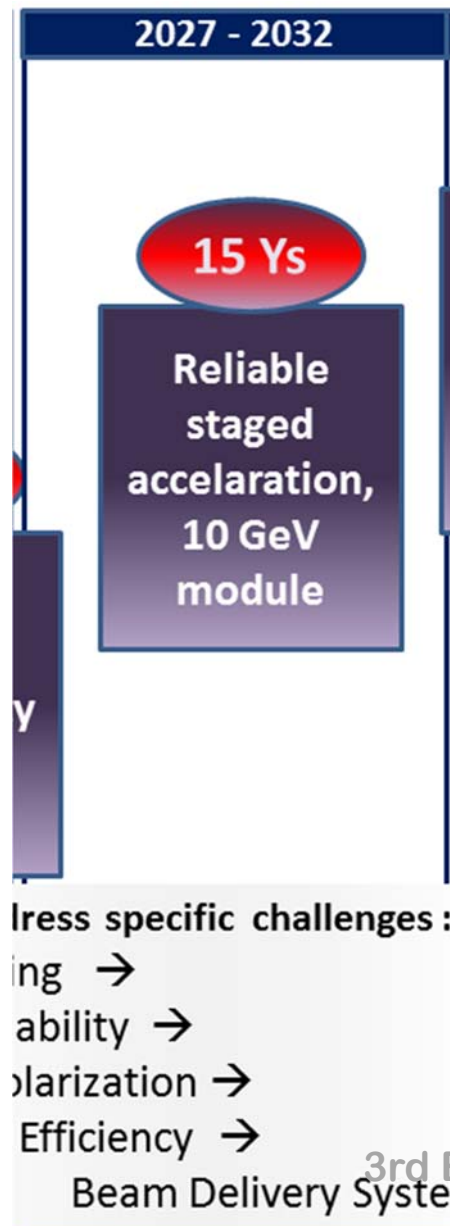 2027 - 2032
15 Ys
Reliable
staged
accelaration,
10 GeV
module
y
dress specific challenges :
ing →
ability →
olarization →
Efficiency →
3rd
Beam Delivery Syste